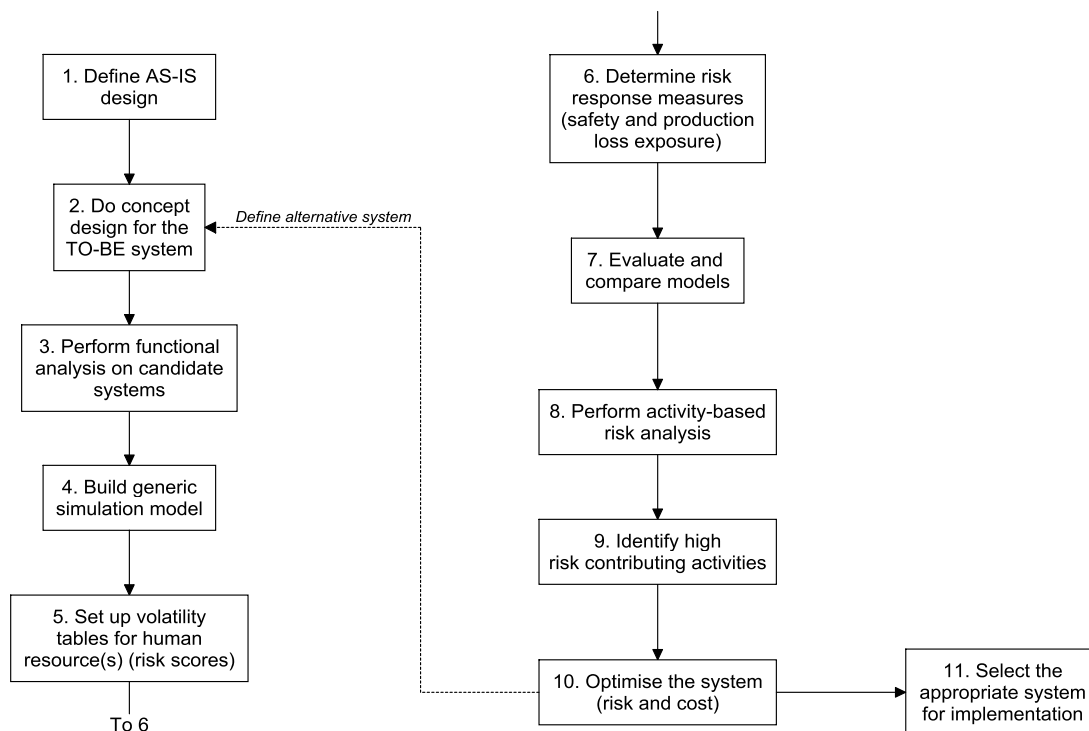 1. Define AS-IS
design
2. Do concept
design for the
TO-BE system
3. Perform functional
analysis on candidate
systems
4. Build generic
simulation model
5. Set up volatility
tables for human
resource(s) (risk scores)
To 6
Define alternative system
6. Determine risk
response measures
(safety and production
loss exposure)
7. Evaluate and
compare models
8. Perform activity-based
risk analysis
9. Identify high
risk contributing activities
10. Optimise the system
(risk and cost)
11. Select the
appropriate system
for implementation